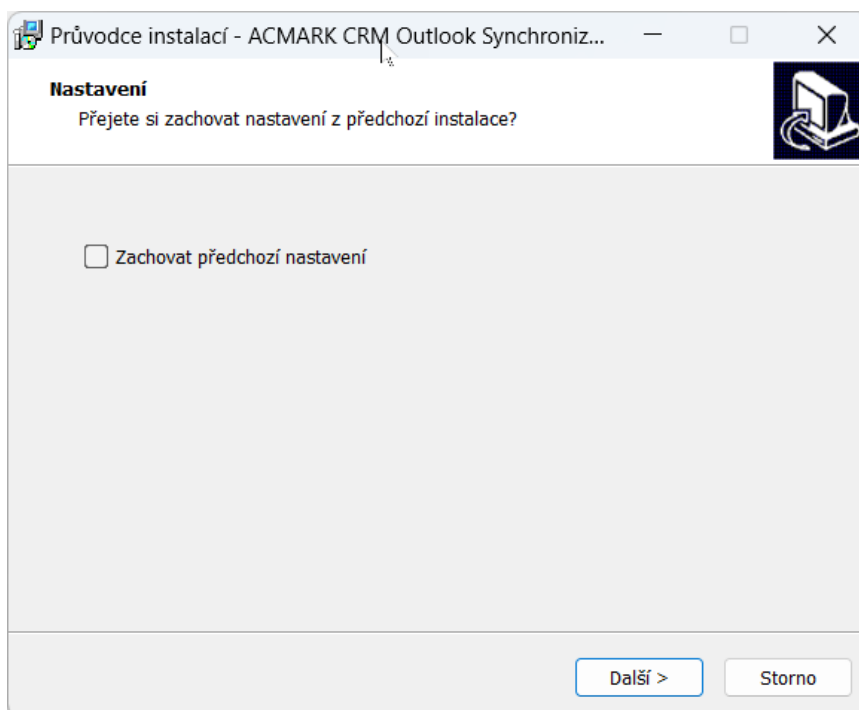 Průvodce instalací - ACMARK CRM Outlook Synchroniz...
Nastavení
Přejete si zachovat nastavení z předchozí instalace?
Zachovat předchozí nastavení
Další >
Storno